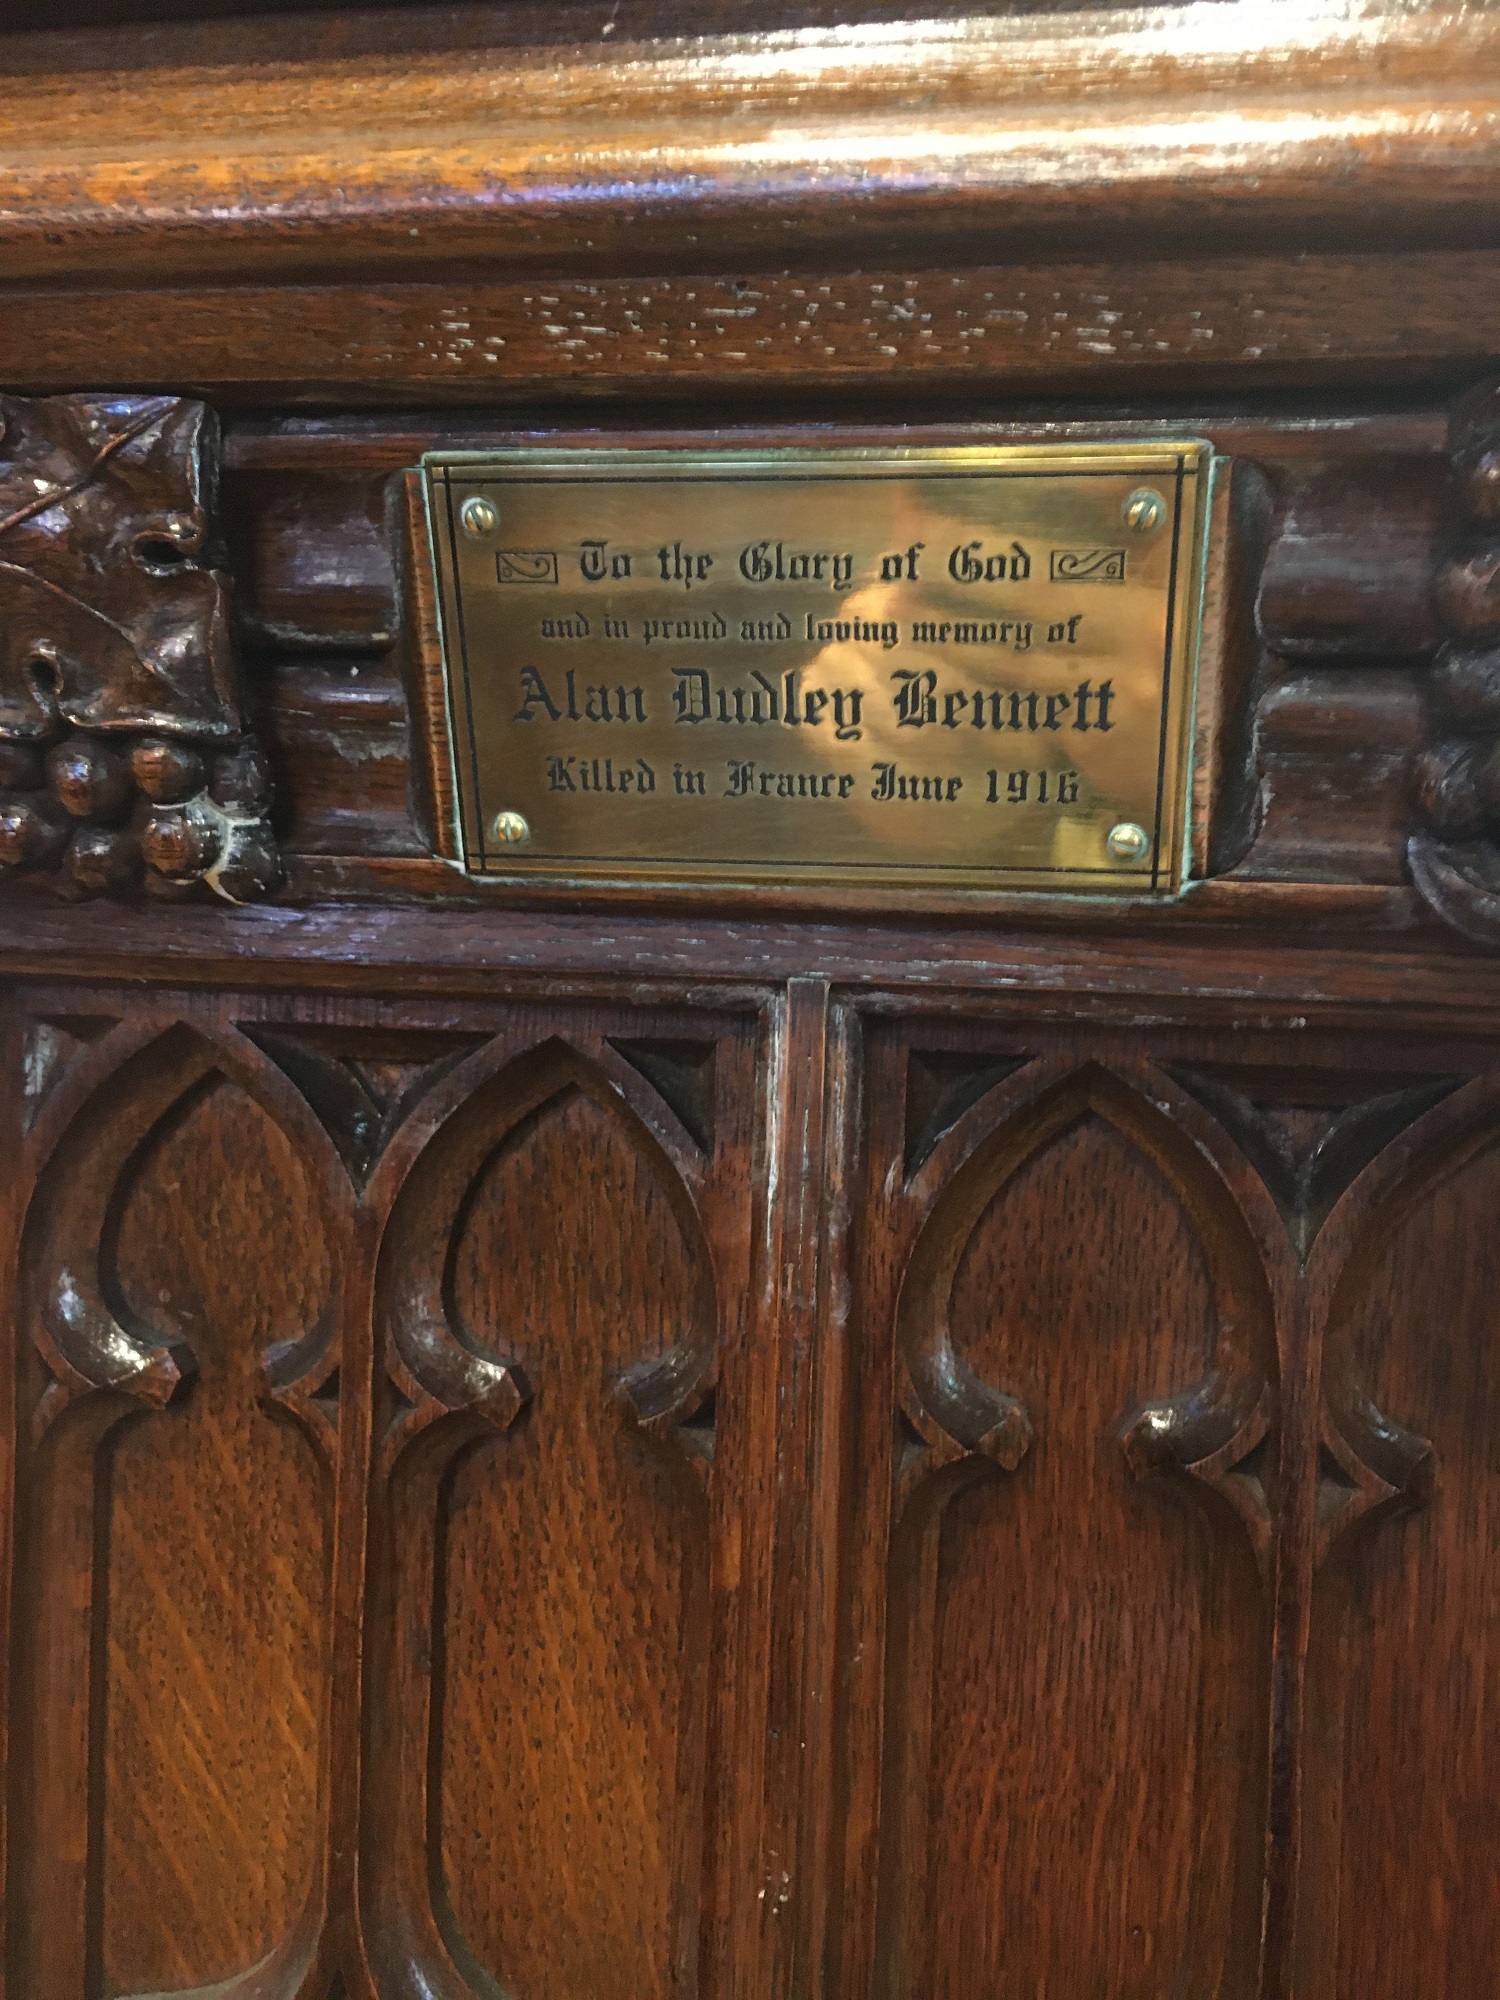 To the Glory of God
and in proud and loving memory of
Alan Dudley Bennett
Killed in France June 1916